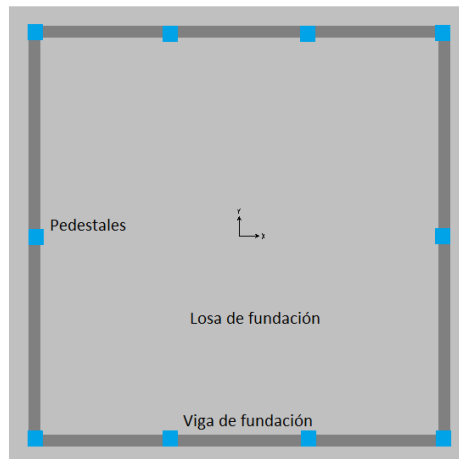 Y
X
Pedestales
Losa de fundación
Viga de fundación